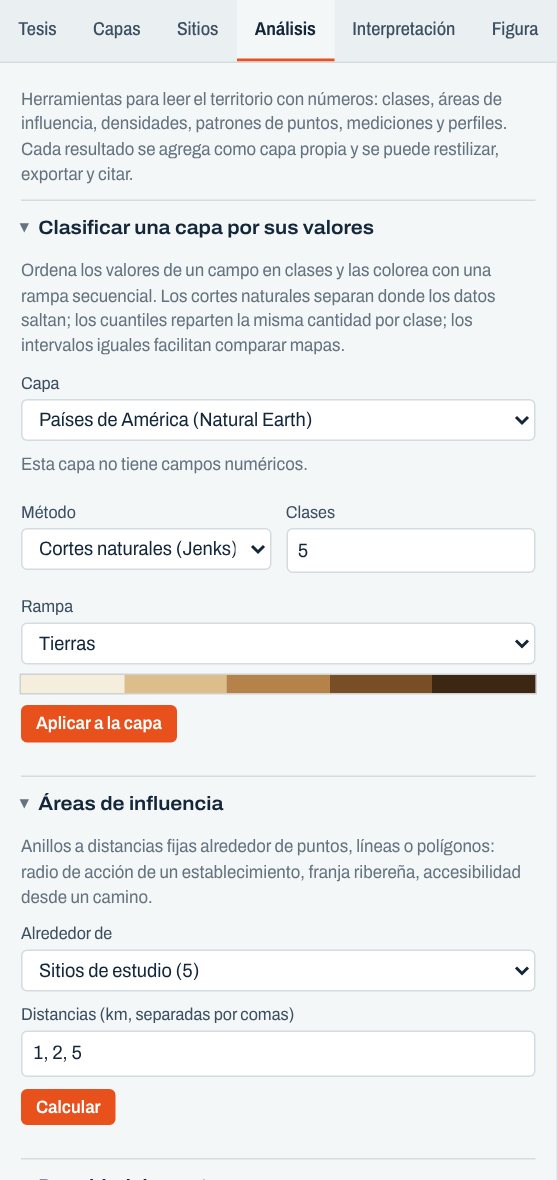 Tesis Capas Sitios Análisis Interpretación Figura
Herramientas para leer el territorio con números: clases, áreas de
influencia, densidades, patrones de puntos, mediciones y perfiles.
Cada resultado se agrega como capa propia y se puede restilizar,
exportar y citar.
Clasificar una capa por sus valores
Ordena los valores de un campo en clases y las colorea con una
rampa secuencial. Los cortes naturales separan donde los datos
saltan; los cuantiles reparten la misma cantidad por clase; los
intervalos iguales facilitan comparar mapas.
Capa
Países de América (Natural Earth)
Esta capa no tiene campos numéricos.
Método Clases
Cortes naturales (Jenks) 5
Rampa
Tierras
Aplicar a la capa
Áreas de influencia
Anillos a distancias fijas alrededor de puntos, líneas o polígonos:
radio de acción de un establecimiento, franja ribereña, accesibilidad
desde un camino.
Alrededor de
Sitios de estudio (5)
Distancias (km, separadas por comas)
1, 2, 5
Calcular